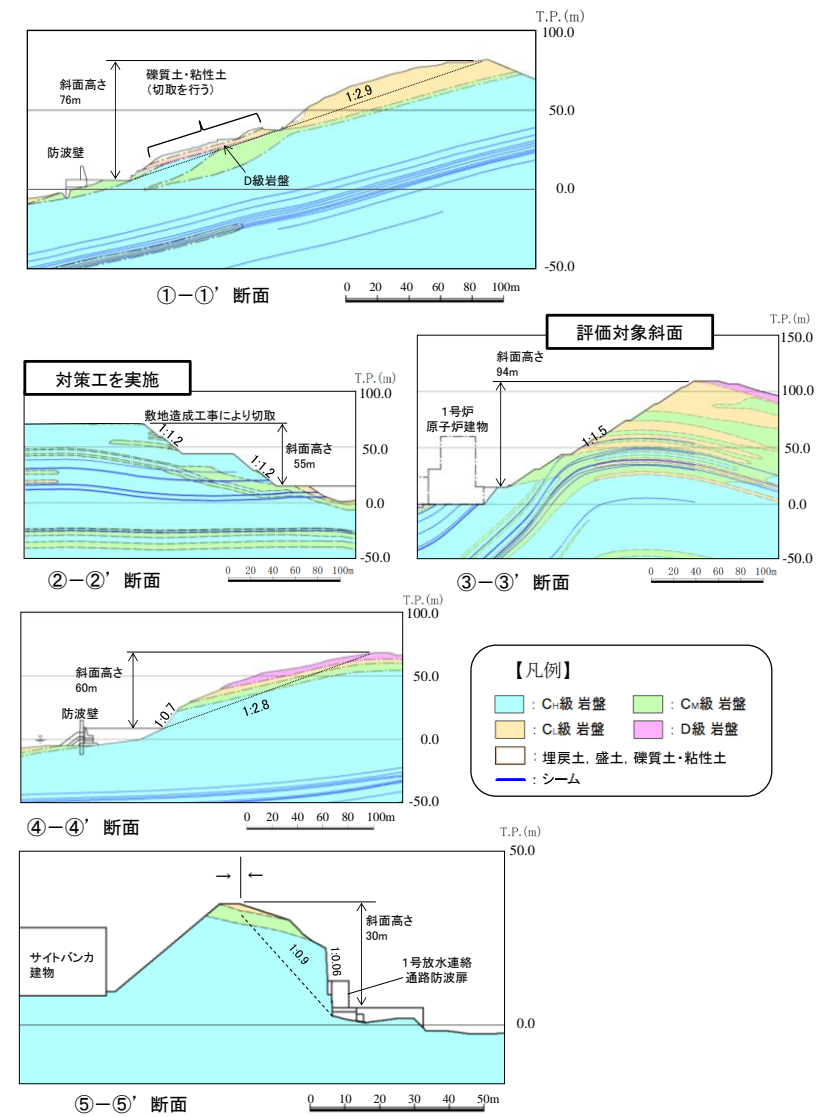 T.P.(m)
100.0
斜面高さ
76m
礫質土・粘性土
(切取を行う)
1:2.9
50.0
防波壁
D級岩盤
0.0
-50.0
①－①’ 断面
0 20 40 60 80 100m
対策工を実施
T.P.(m)
100.0
敷地造成工事により切取
1:1.2
斜面高さ
55m
50.0
1:1.2
0.0
-50.0
②－②’ 断面
0 20 40 60 80 100m
評価対象斜面
T.P.(m)
150.0
斜面高さ
94m
100.0
1号炉
原子炉建物
1:1.5
50.0
0.0
-50.0
③－③’ 断面
0 20 40 60 80 100m
T.P.(m)
100.0
斜面高さ
60m
50.0
防波壁
1:0.7
1:2.8
0.0
-50.0
④－④’ 断面
0 20 40 60 80 100m
【凡例】
：CH級 岩盤 ：CM級 岩盤
：CL級 岩盤 ：D級 岩盤
：埋戻土, 盛土, 礫質土・粘性土
：シーム
T.P.(m)
50.0
→ ←
斜面高さ
30m
サイトバンカ
建物
1:0.9
1:0.06
1号放水連絡
通路防波扉
0.0
⑤－⑤’ 断面
0 10 20 30 40 50m